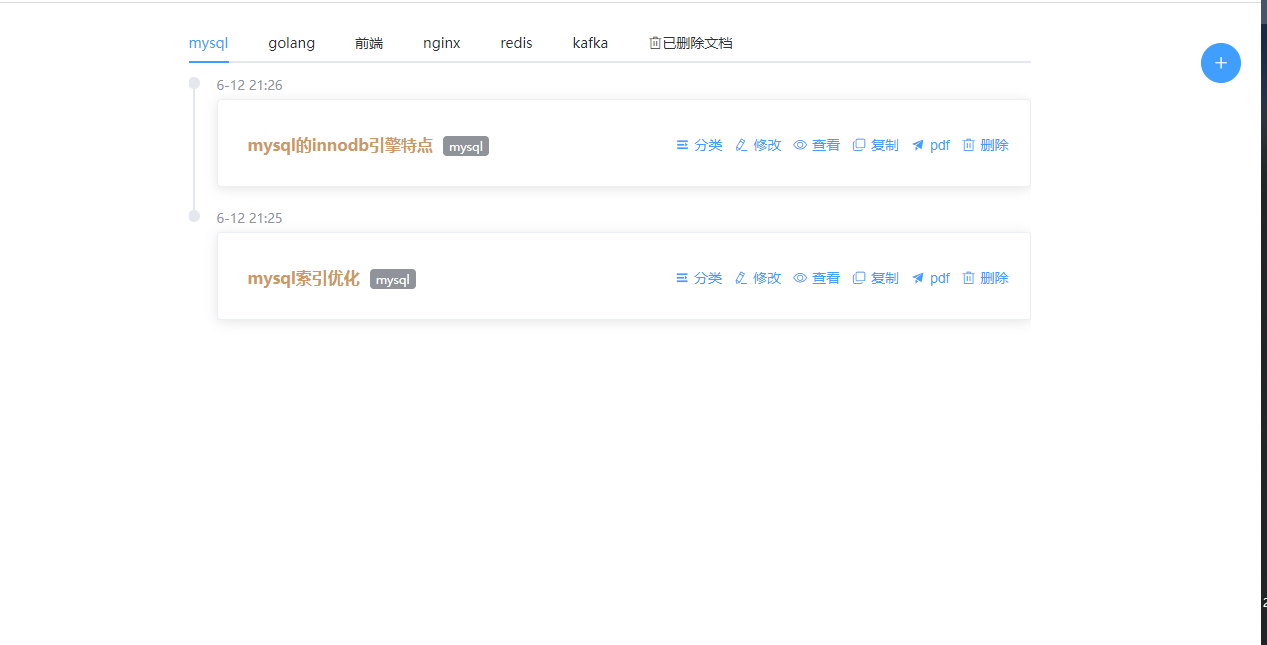 mysql golang 前端 nginx redis kafka 已删除文档
6-12 21:26
mysql的innodb引擎特点 mysql 分类 修改 查看 复制 pdf 删除
6-12 21:25
mysql索引优化 mysql 分类 修改 查看 复制 pdf 删除